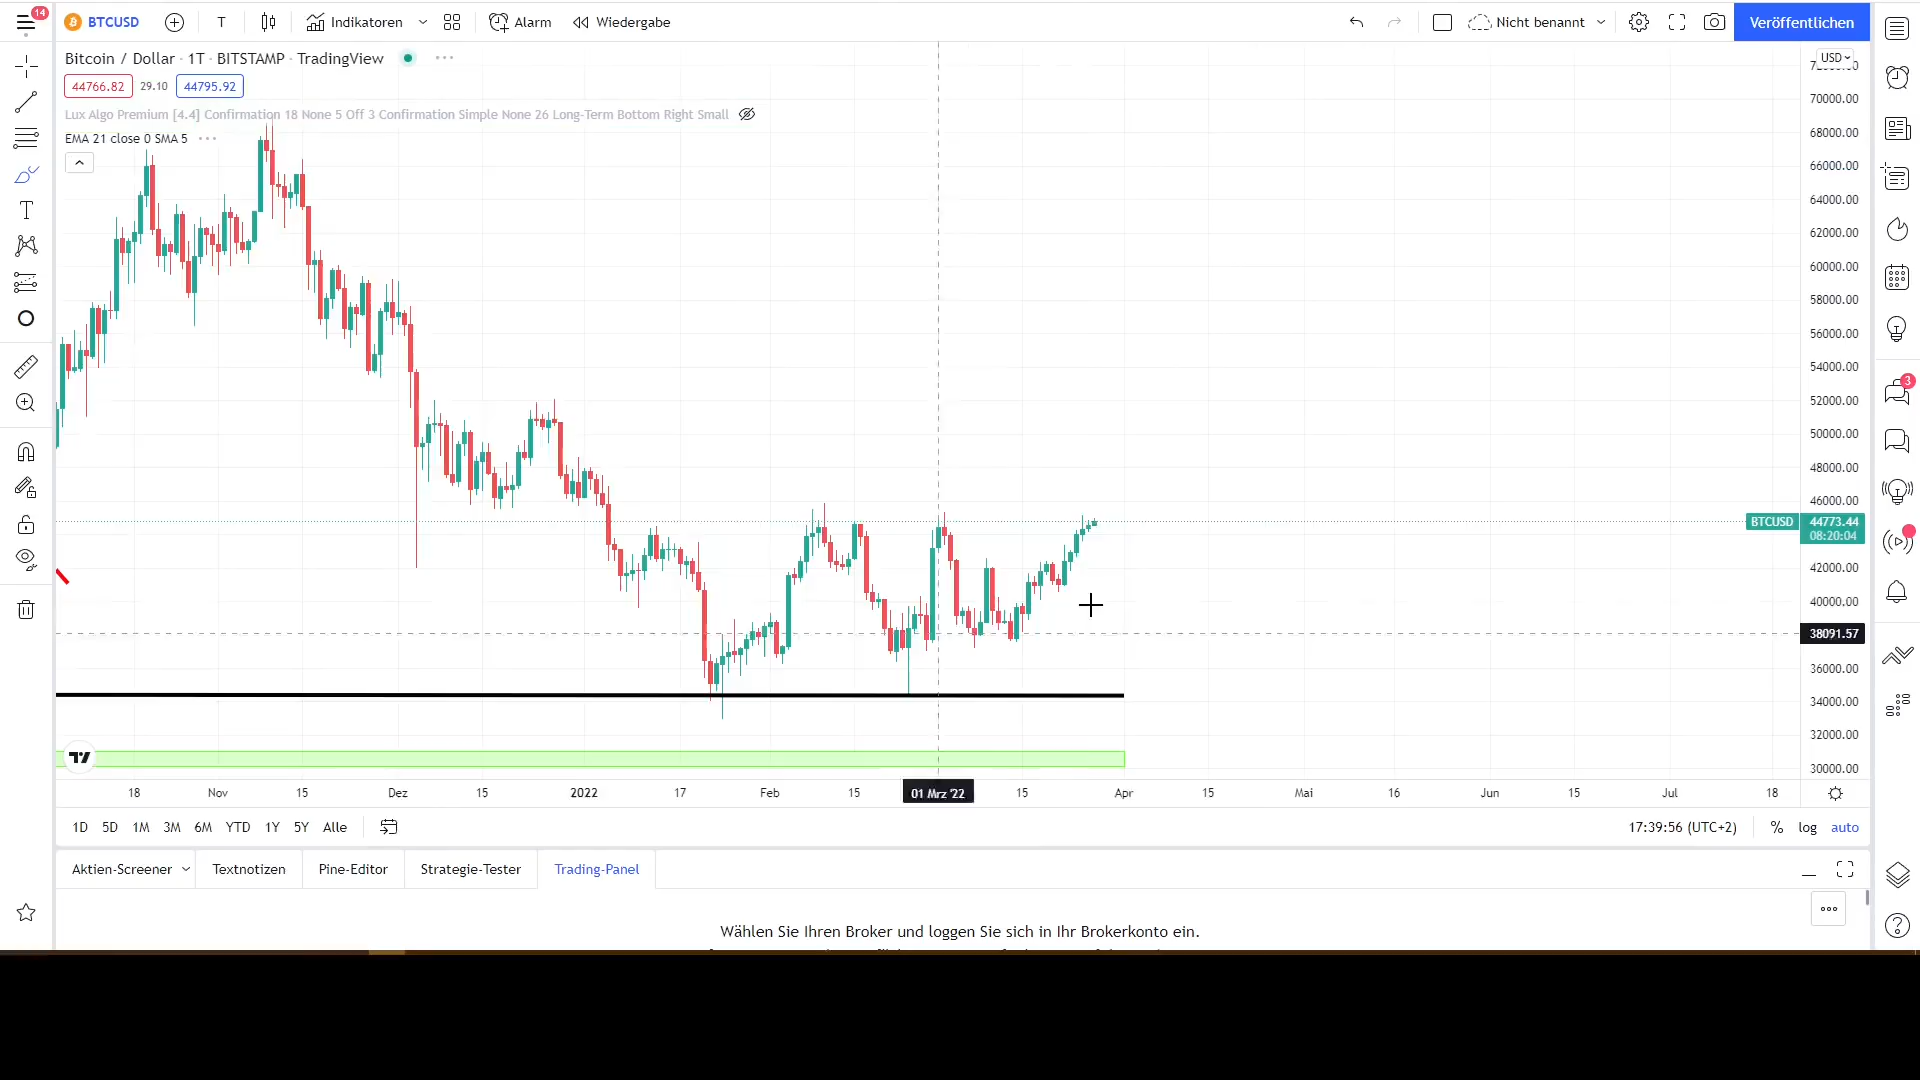 14
BTCUSD
T
Indikatoren
Alarm
Wiedergabe
Nicht benannt
Veröffentlichen
Bitcoin / Dollar · 1T · BITSTAMP · TradingView
USD
44766.82 29.10 44795.92
Lux Algo Premium [4.4] Confirmation 18 None 5 Off 3 Confirmation Simple None 26 Long-Term Bottom Right Small
EMA 21 close 0 SMA 5
70000.00
68000.00
66000.00
64000.00
62000.00
60000.00
58000.00
56000.00
54000.00
52000.00
50000.00
48000.00
46000.00
BTCUSD 44773.44
08:20:04
42000.00
40000.00
38091.57
36000.00
34000.00
32000.00
30000.00
3
18 Nov 15 Dez 15 2022 17 Feb 15 01 Mrz '22 15 Apr 15 Mai 16 Jun 15 Jul 18
1D 5D 1M 3M 6M YTD 1Y 5Y Alle
17:39:56 (UTC+2) % log auto
Aktien-Screener Textnotizen Pine-Editor Strategie-Tester Trading-Panel
Wählen Sie Ihren Broker und loggen Sie sich in Ihr Brokerkonto ein.